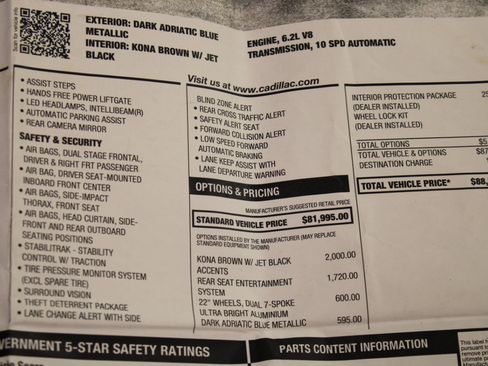 EXTERIOR: DARK ADRIATIC BLUE
METALLIC
INTERIOR: KONA BROWN W/ JET
BLACK
ENGINE, 6.2L V8
TRANSMISSION, 10 SPD AUTOMATIC
Visit us at www.cadillac.com
• ASSIST STEPS
• HANDS FREE POWER LIFTGATE
• LED HEADLAMPS, INTELLIBEAM(R)
• AUTOMATIC PARKING ASSIST
• REAR CAMERA MIRROR
SAFETY & SECURITY
• AIR BAGS, DUAL STAGE FRONTAL,
DRIVER & RIGHT FRT PASSENGER
• AIR BAG, DRIVER SEAT-MOUNTED
INBOARD FRONT CENTER
• AIR BAGS, SIDE-IMPACT
THORAX, FRONT SEAT
• AIR BAGS, HEAD CURTAIN, SIDE-
FRONT AND REAR OUTBOARD
SEATING POSITIONS
• STABILITRAK - STABILITY
CONTROL W/ TRACTION
• TIRE PRESSURE MONITOR SYSTEM
(EXCL SPARE TIRE)
• SURROUND VISION
• THEFT DETERRENT PACKAGE
• LANE CHANGE ALERT WITH SIDE
BLIND ZONE ALERT
• REAR CROSS TRAFFIC ALERT
• SAFETY ALERT SEAT
• FORWARD COLLISION ALERT
• LOW SPEED FORWARD
AUTOMATIC BRAKING
• LANE KEEP ASSIST WITH
LANE DEPARTURE WARNING
OPTIONS & PRICING
MANUFACTURER'S SUGGESTED RETAIL PRICE
STANDARD VEHICLE PRICE $81,995.00
OPTIONS INSTALLED BY THE MANUFACTURER (MAY REPLACE
STANDARD EQUIPMENT SHOWN)
KONA BROWN W/ JET BLACK 2,000.00
ACCENTS
REAR SEAT ENTERTAINMENT 1,720.00
SYSTEM
22" WHEELS, DUAL 7-SPOKE 600.00
ULTRA BRIGHT ALUMINIUM
DARK ADRIATIC BLUE METALLIC 595.00
INTERIOR PROTECTION PACKAGE 25
(DEALER INSTALLED)
WHEEL LOCK KIT
(DEALER INSTALLED)
TOTAL OPTIONS $5
TOTAL VEHICLE & OPTIONS $87
DESTINATION CHARGE
TOTAL VEHICLE PRICE* $88,
VERNMENT 5-STAR SAFETY RATINGS
PARTS CONTENT INFORMATION
This label